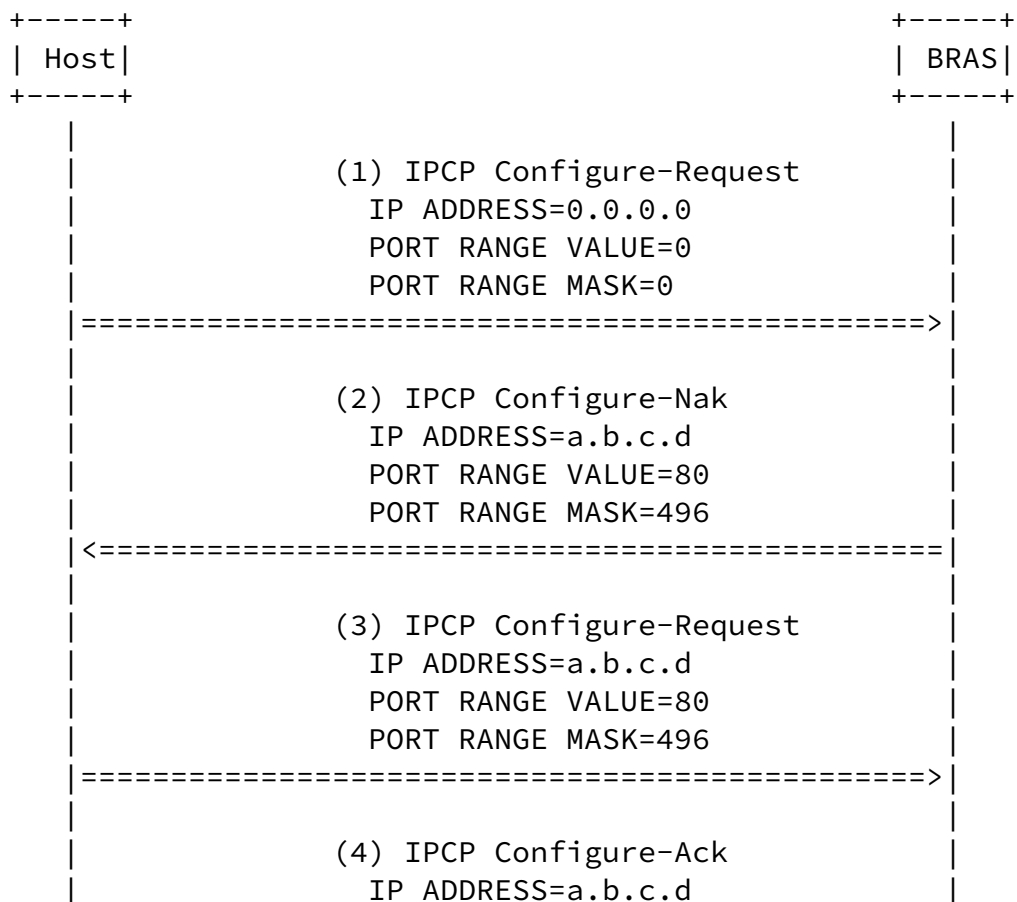 +-----+                                           +-----+
| Host|                                           | BRAS|
+-----+                                           +-----+
   |                                                 |
   |              (1) IPCP Configure-Request         |
   |                IP ADDRESS=0.0.0.0               |
   |                PORT RANGE VALUE=0               |
   |                PORT RANGE MASK=0                |
   |===============================================>|
   |                                                 |
   |              (2) IPCP Configure-Nak             |
   |                IP ADDRESS=a.b.c.d               |
   |                PORT RANGE VALUE=80              |
   |                PORT RANGE MASK=496              |
   |<===============================================|
   |                                                 |
   |              (3) IPCP Configure-Request         |
   |                IP ADDRESS=a.b.c.d               |
   |                PORT RANGE VALUE=80              |
   |                PORT RANGE MASK=496              |
   |===============================================>|
   |                                                 |
   |              (4) IPCP Configure-Ack             |
   |                IP ADDRESS=a.b.c.d               |